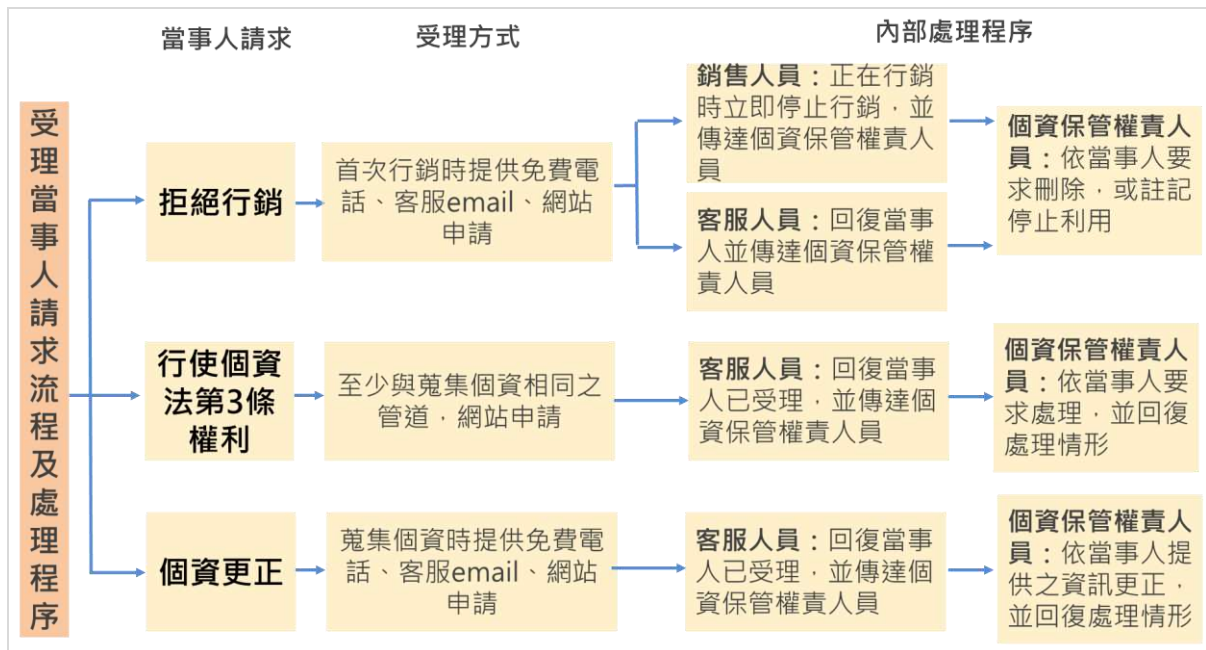 當事人請求
受理方式
內部處理程序
受理當事人請求流程及處理程序
拒絕行銷
首次行銷時提供免費電
話、客服email、網站
申請
銷售人員：正在行銷
時立即停止行銷，並
傳達個資保管權責人
員
客服人員：回復當事
人並傳達個資保管權
責人員
個資保管權責人
員：依當事人要
求刪除，或註記
停止利用
行使個資
法第3條
權利
至少與蒐集個資相同之
管道，網站申請
客服人員：回復當事
人已受理，並傳達個
資保管權責人員
個資保管權責人
員：依當事人要
求處理，並回復
處理情形
個資更正
蒐集個資時提供免費電
話、客服email、網站
申請
客服人員：回復當事
人已受理，並傳達個
資保管權責人員
個資保管權責人
員：依當事人提
供之資訊更正，
並回復處理情形